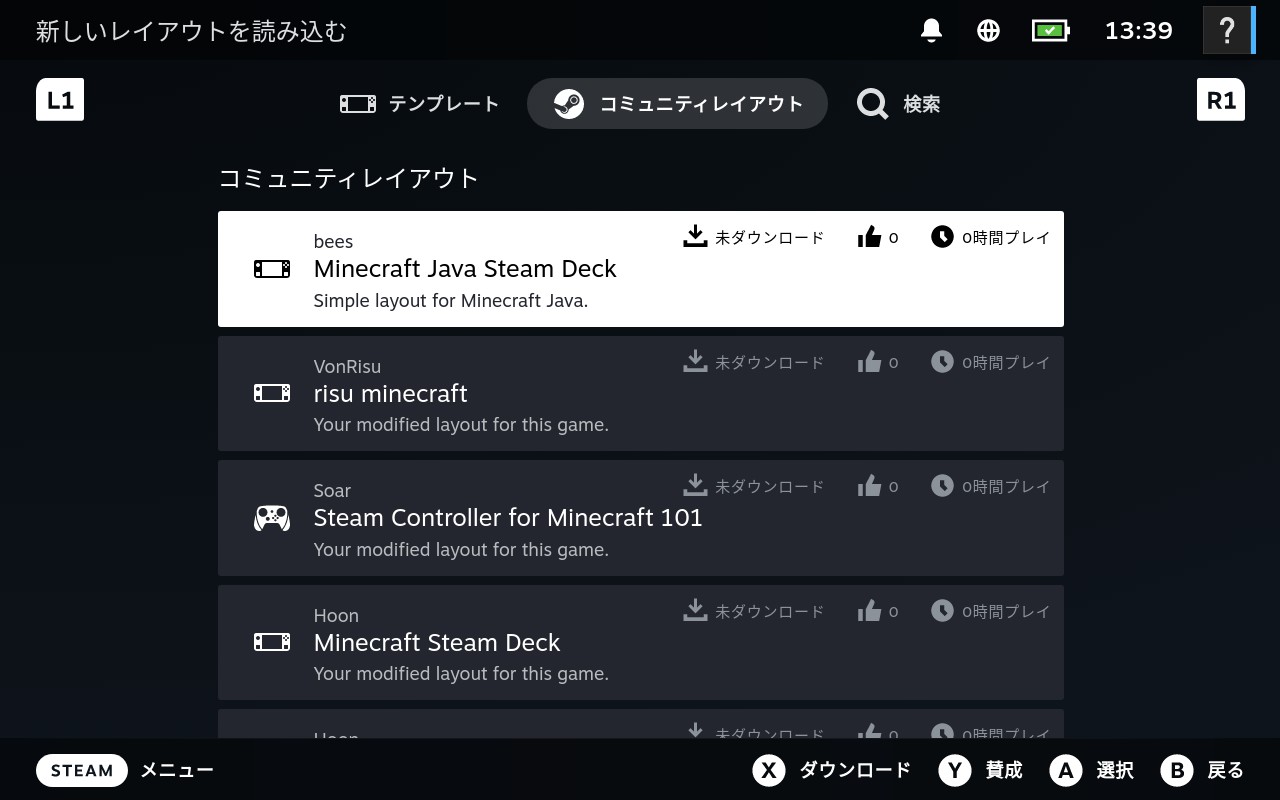 新しいレイアウトを読み込む
13:39
?
L1
テンプレート
コミュニティレイアウト
検索
R1
コミュニティレイアウト
bees
未ダウンロード
0
0時間プレイ
Minecraft Java Steam Deck
Simple layout for Minecraft Java.
VonRisu
未ダウンロード
0
0時間プレイ
risu minecraft
Your modified layout for this game.
Soar
未ダウンロード
0
0時間プレイ
Steam Controller for Minecraft 101
Your modified layout for this game.
Hoon
未ダウンロード
0
0時間プレイ
Minecraft Steam Deck
Your modified layout for this game.
Hoon
未ダウンロード
0
0時間プレイ
STEAM
メニュー
X
ダウンロード
Y
賛成
A
選択
B
戻る